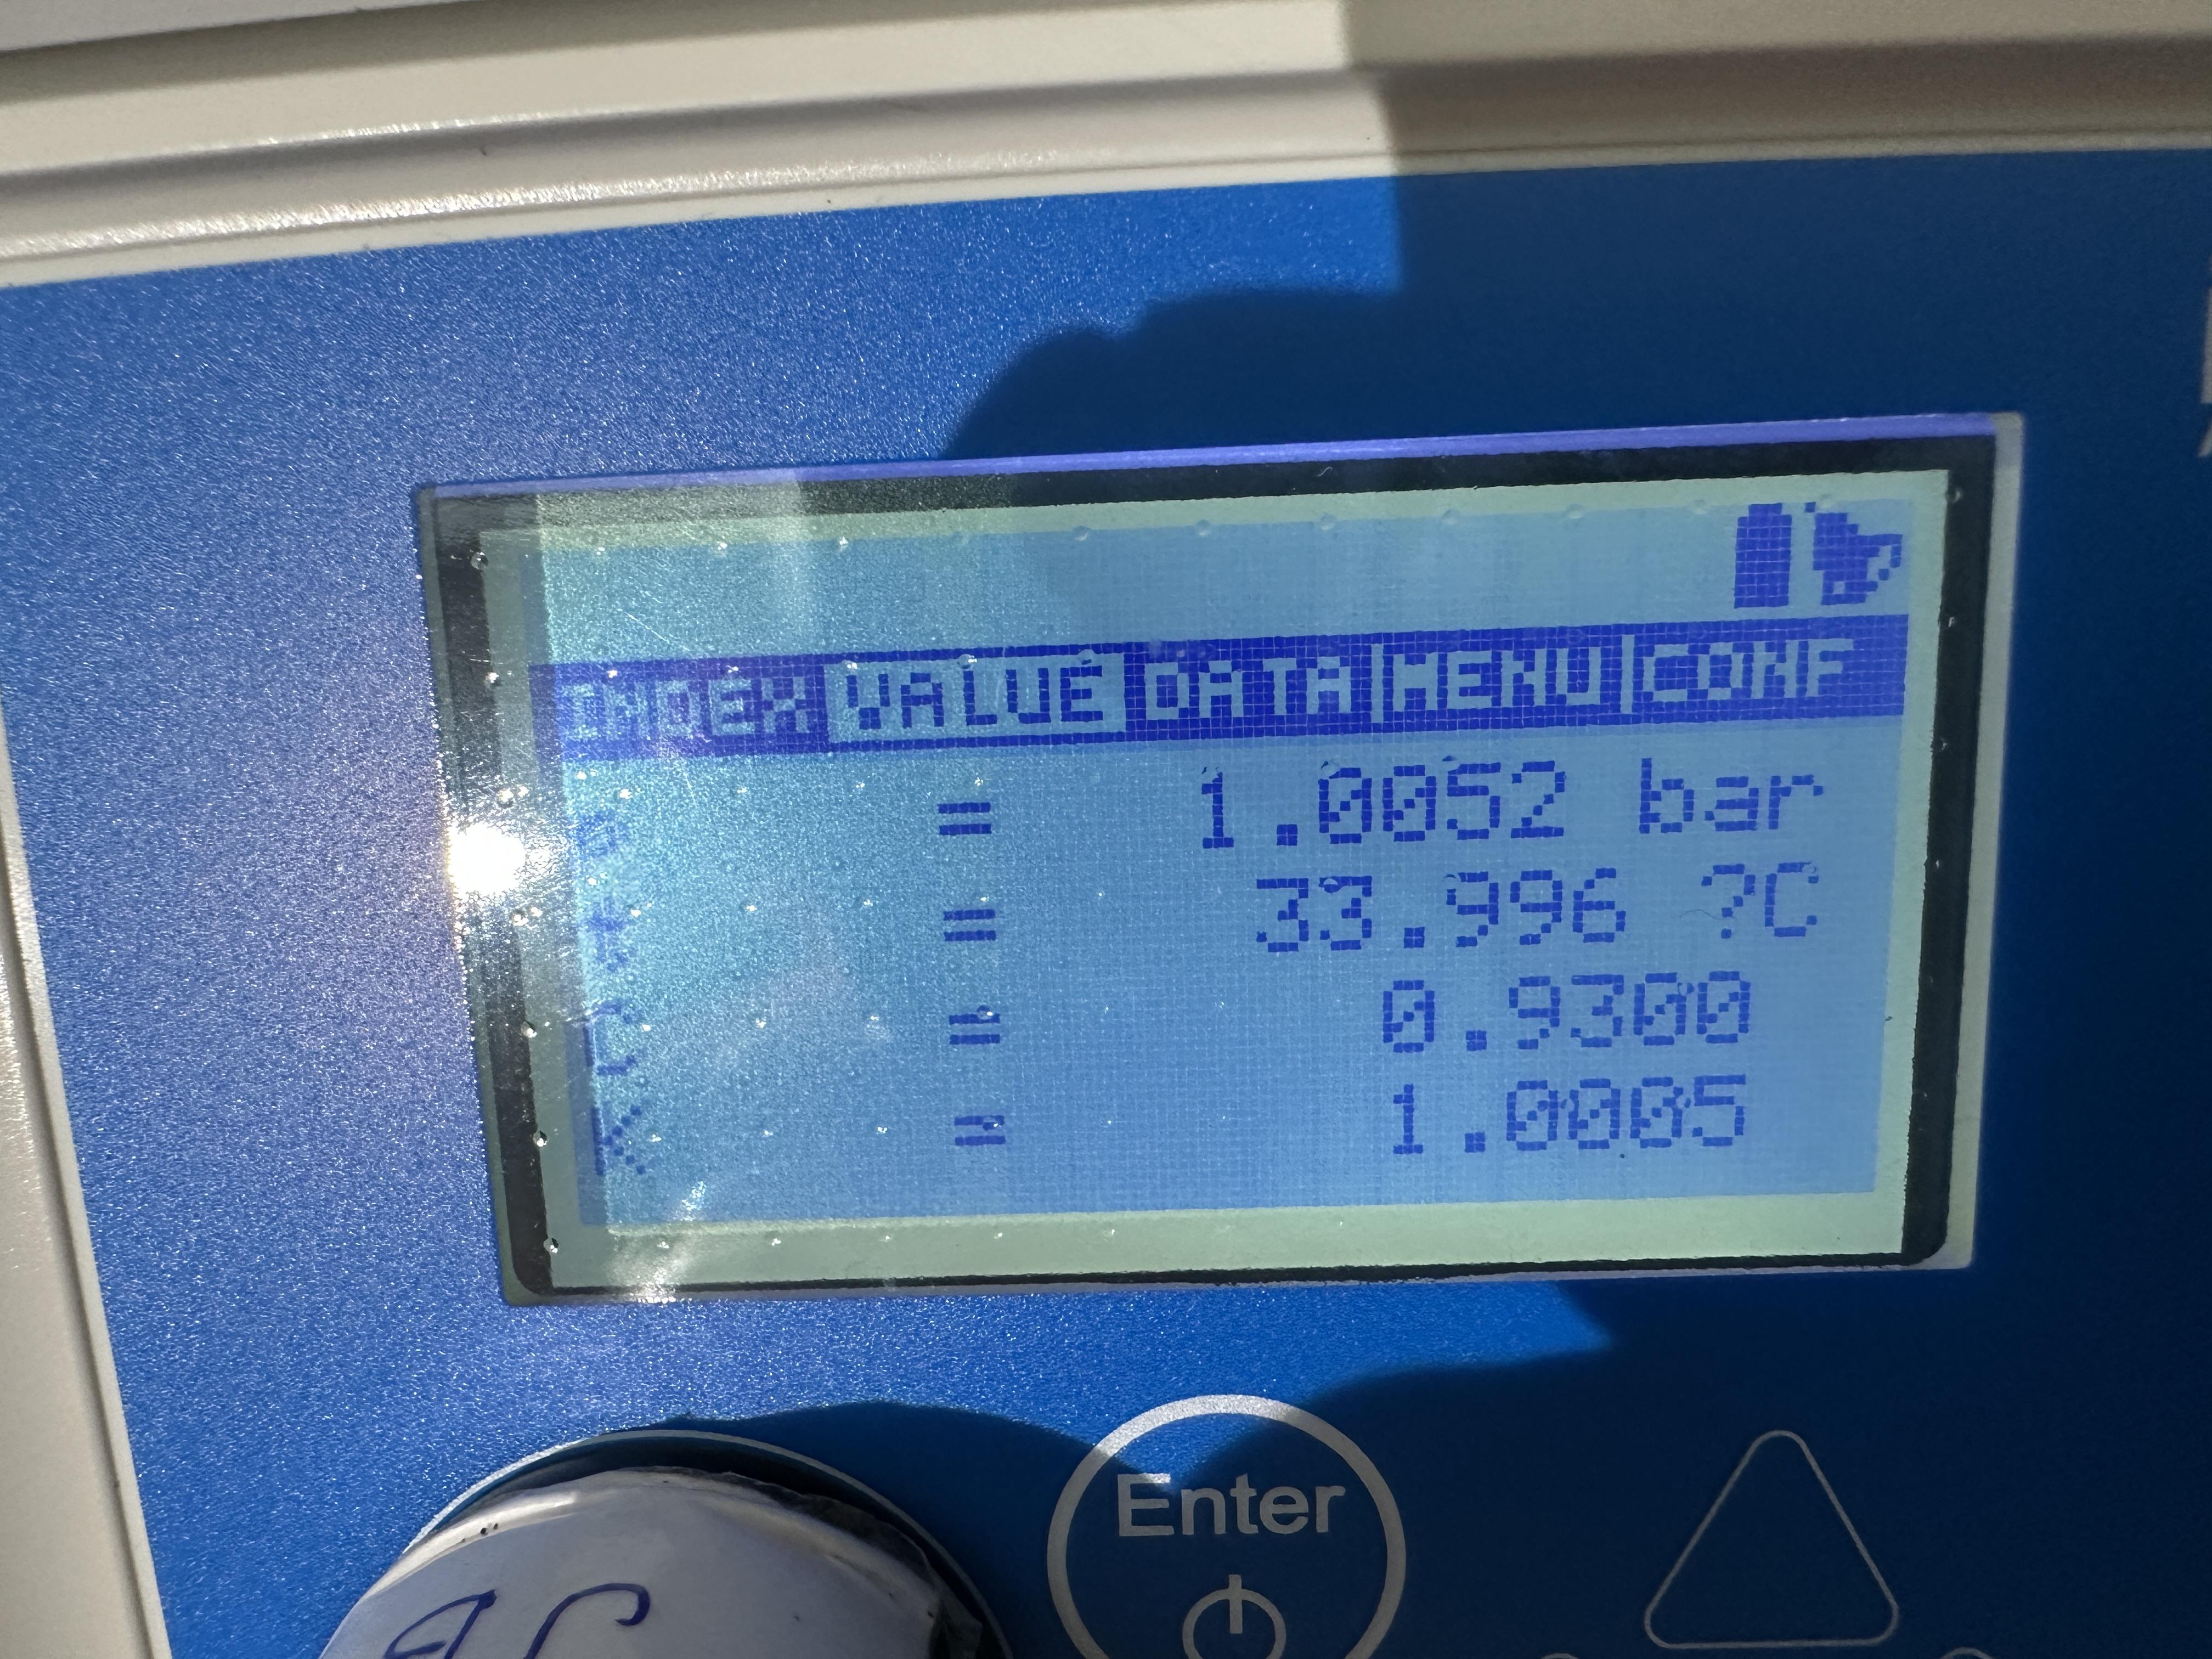 INDEX VALUE DATA|MENU|CONF
p = 1.0052 bar
t = 33.996 ?C
C = 0.9300
K = 1.0005
Enter